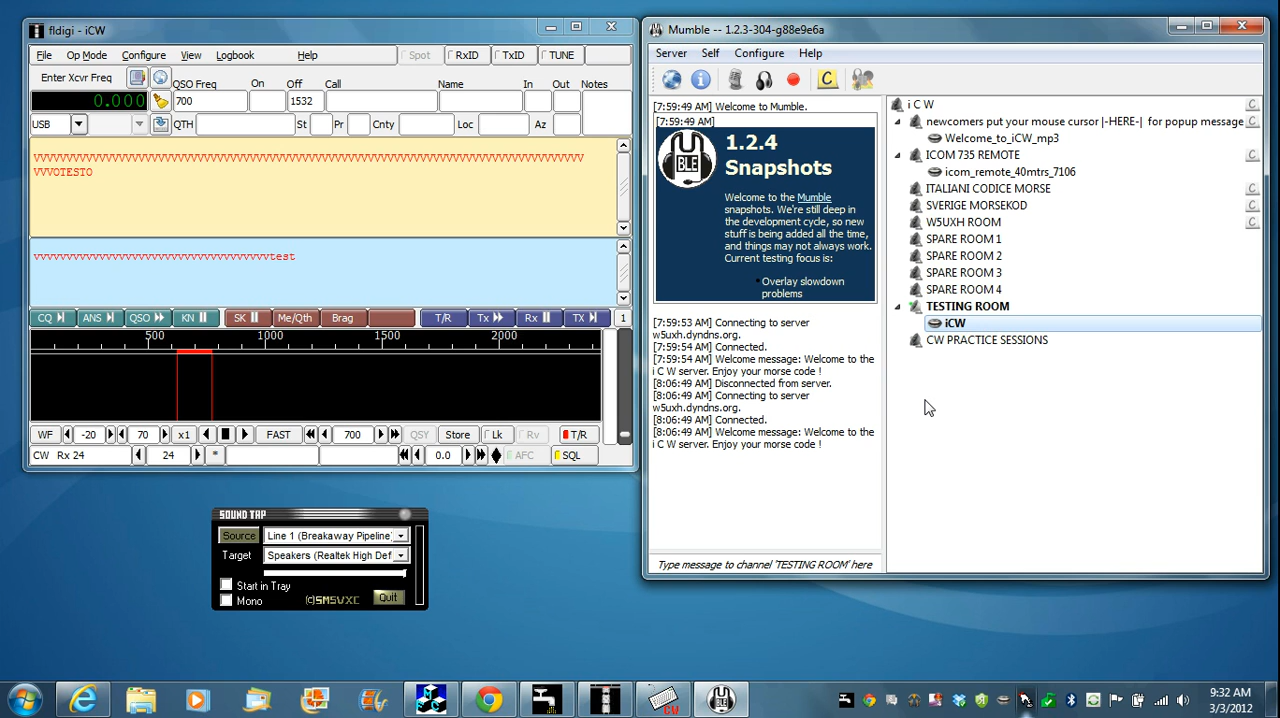 fldigi - iCW
File Op Mode Configure View Logbook Help Spot RxID TxID TUNE
Enter Xcvr Freq QSO Freq On Off Call Name In Out Notes
0.000 700 1532
USB QTH St Pr Cnty Loc Az
VVVOTESTO
CQ ANS QSO KN SK Me/Qth Brag T/R Tx Rx TX 1
500 1000 1500 2000
WF -20 70 x1 FAST 700 QSY Store Lk Rv T/R
CW Rx 24 24 * 0.0 AFC SQL
SOUND TAP
Source Line 1 (Breakaway Pipeline)
Target Speakers (Realtek High Def
Start in Tray
Mono (c)SM5VXC Quit
Mumble -- 1.2.3-304-g88e9e6a
Server Self Configure Help
[7:59:49 AM] Welcome to Mumble.
[7:59:49 AM]
BLE
1.2.4
Snapshots
Welcome to the Mumble
snapshots. We're still deep in
the development cycle, so new
stuff is being added all the time,
and things may not always work.
Current testing focus is:
• Overlay slowdown
problems
[7:59:53 AM] Connecting to server
w5uxh.dyndns.org.
[7:59:54 AM] Connected.
[7:59:54 AM] Welcome message: Welcome to the
i C W server. Enjoy your morse code !
[8:06:49 AM] Disconnected from server.
[8:06:49 AM] Connecting to server
w5uxh.dyndns.org.
[8:06:49 AM] Connected.
[8:06:49 AM] Welcome message: Welcome to the
i C W server. Enjoy your morse code !
Type message to channel 'TESTING ROOM' here
i C W
newcomers put your mouse cursor |-HERE-| for popup message
Welcome_to_iCW_mp3
ICOM 735 REMOTE
icom_remote_40mtrs_7106
ITALIANI CODICE MORSE
SVERIGE MORSEKOD
W5UXH ROOM
SPARE ROOM 1
SPARE ROOM 2
SPARE ROOM 3
SPARE ROOM 4
TESTING ROOM
iCW
CW PRACTICE SESSIONS
CW
BLE
9:32 AM
3/3/2012